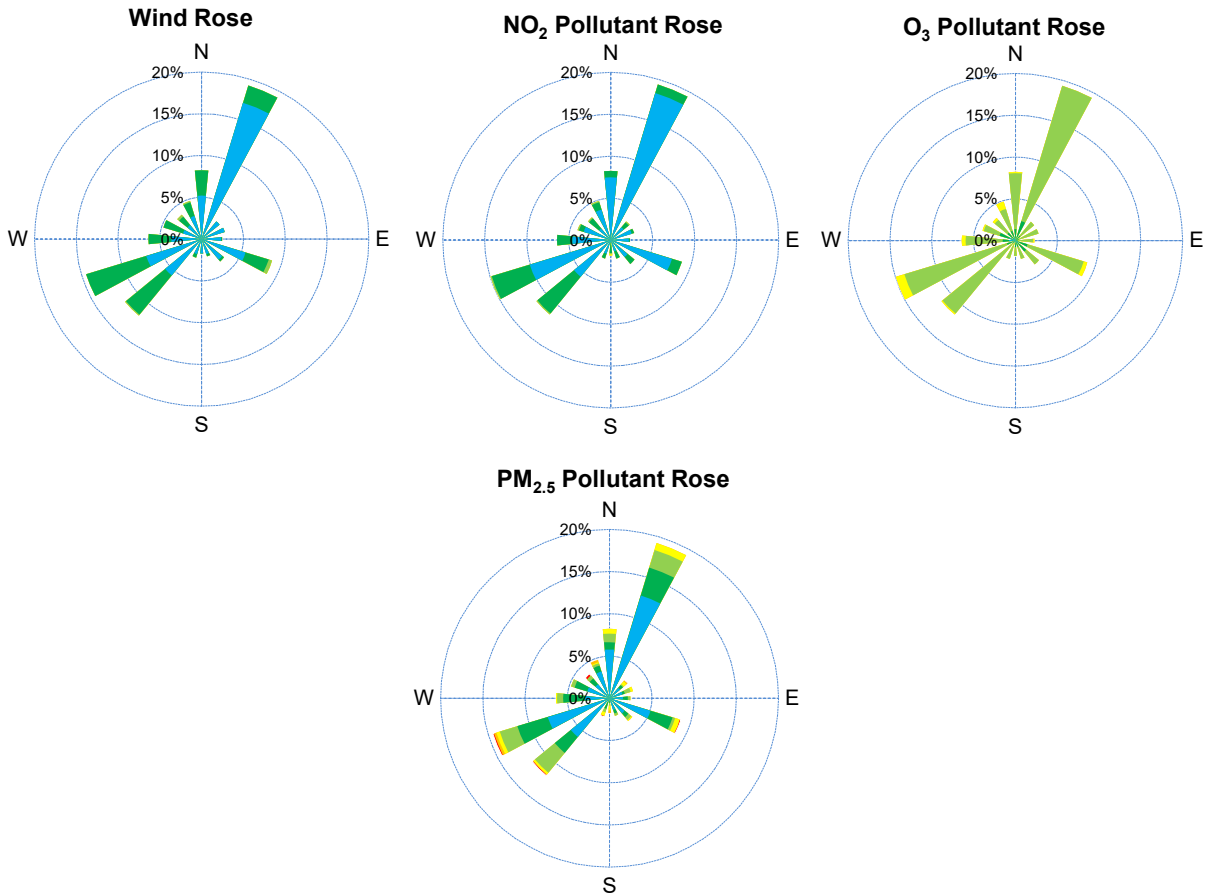 Wind Rose
N
20%
15%
10%
5%
0%
W
E
S
NO₂ Pollutant Rose
N
20%
15%
10%
5%
0%
W
E
S
O₃ Pollutant Rose
N
20%
15%
10%
5%
0%
W
E
S
PM₂.₅ Pollutant Rose
N
20%
15%
10%
5%
0%
W
E
S